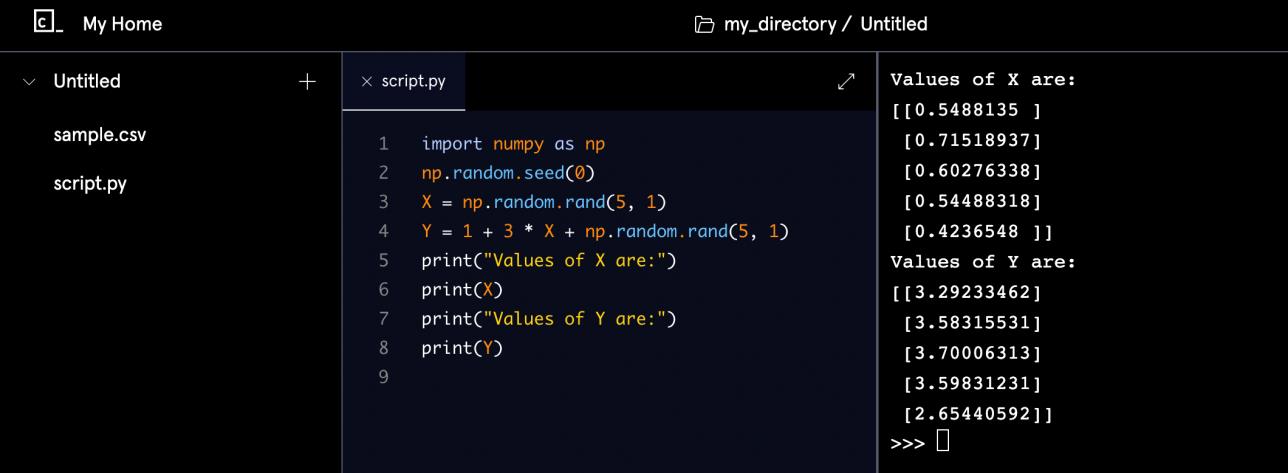 C_ My Home
my_directory / Untitled
Untitled +
sample.csv
script.py
× script.py
1 import numpy as np
2 np.random.seed(0)
3 X = np.random.rand(5, 1)
4 Y = 1 + 3 * X + np.random.rand(5, 1)
5 print("Values of X are:")
6 print(X)
7 print("Values of Y are:")
8 print(Y)
9
Values of X are:
[[0.5488135 ]
 [0.71518937]
 [0.60276338]
 [0.54488318]
 [0.4236548 ]]
Values of Y are:
[[3.29233462]
 [3.58315531]
 [3.70006313]
 [3.59831231]
 [2.65440592]]
>>>